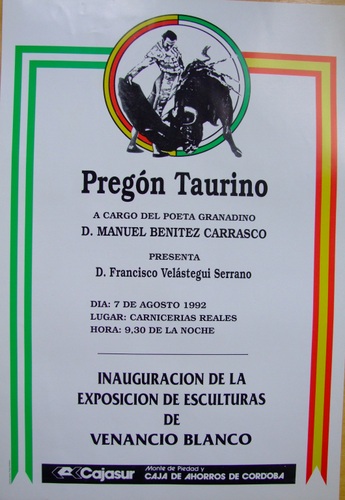 Pregón Taurino
A CARGO DEL POETA GRANADINO
D. MANUEL BENITEZ CARRASCO
PRESENTA
D. Francisco Velástegui Serrano
DIA: 7 DE AGOSTO 1992
LUGAR: CARNICERIAS REALES
HORA: 9,30 DE LA NOCHE
INAUGURACION DE LA
EXPOSICION DE ESCULTURAS
DE
VENANCIO BLANCO
Cajasur
Monte de Piedad y
CAJA DE AHORROS DE CORDOBA